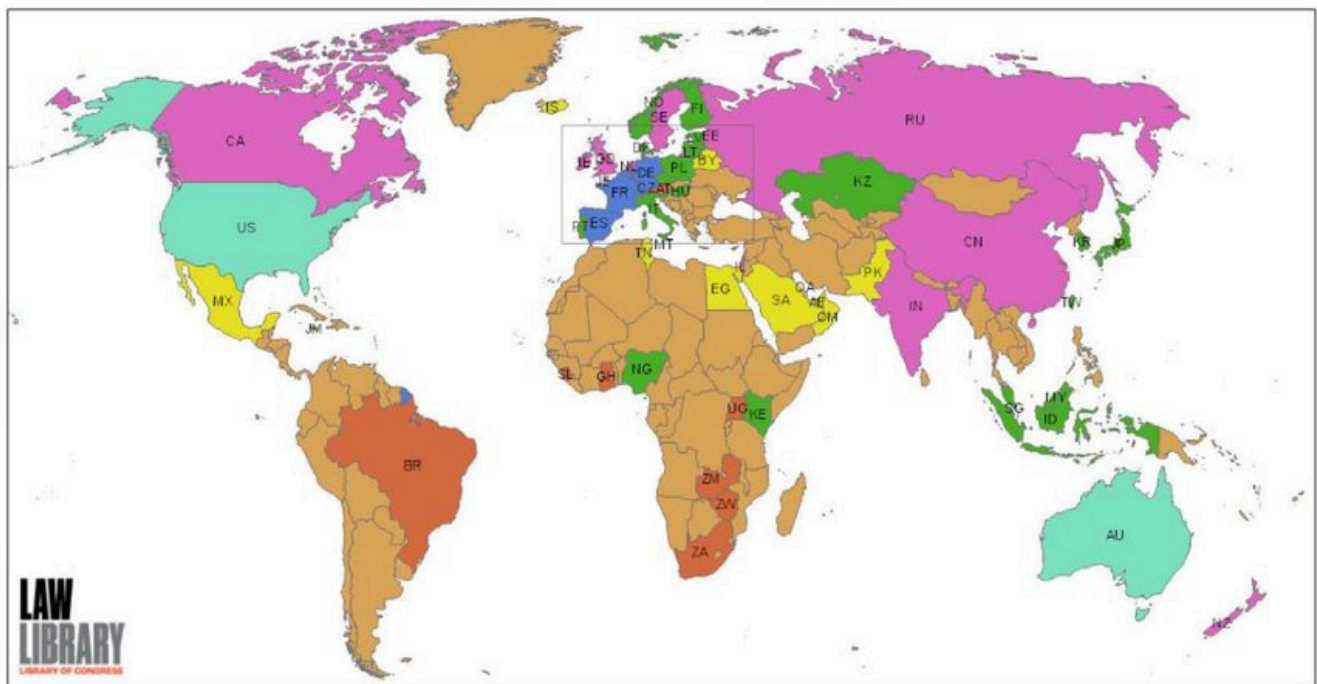 IS
NO
FI
SE
RU
CA
EE
LT
IE
GB
NL
DE
PL
BY
CZ
AT
HU
KZ
FR
IT
US
PT
ES
CN
KR
JP
MT
TN
PK
MX
EG
SA
QA
AE
IN
OM
TW
JM
SL
GH
NG
UG
KE
SG
MY
ID
BR
ZM
ZW
AU
ZA
NZ
LAW
LIBRARY
LIBRARY OF CONGRESS